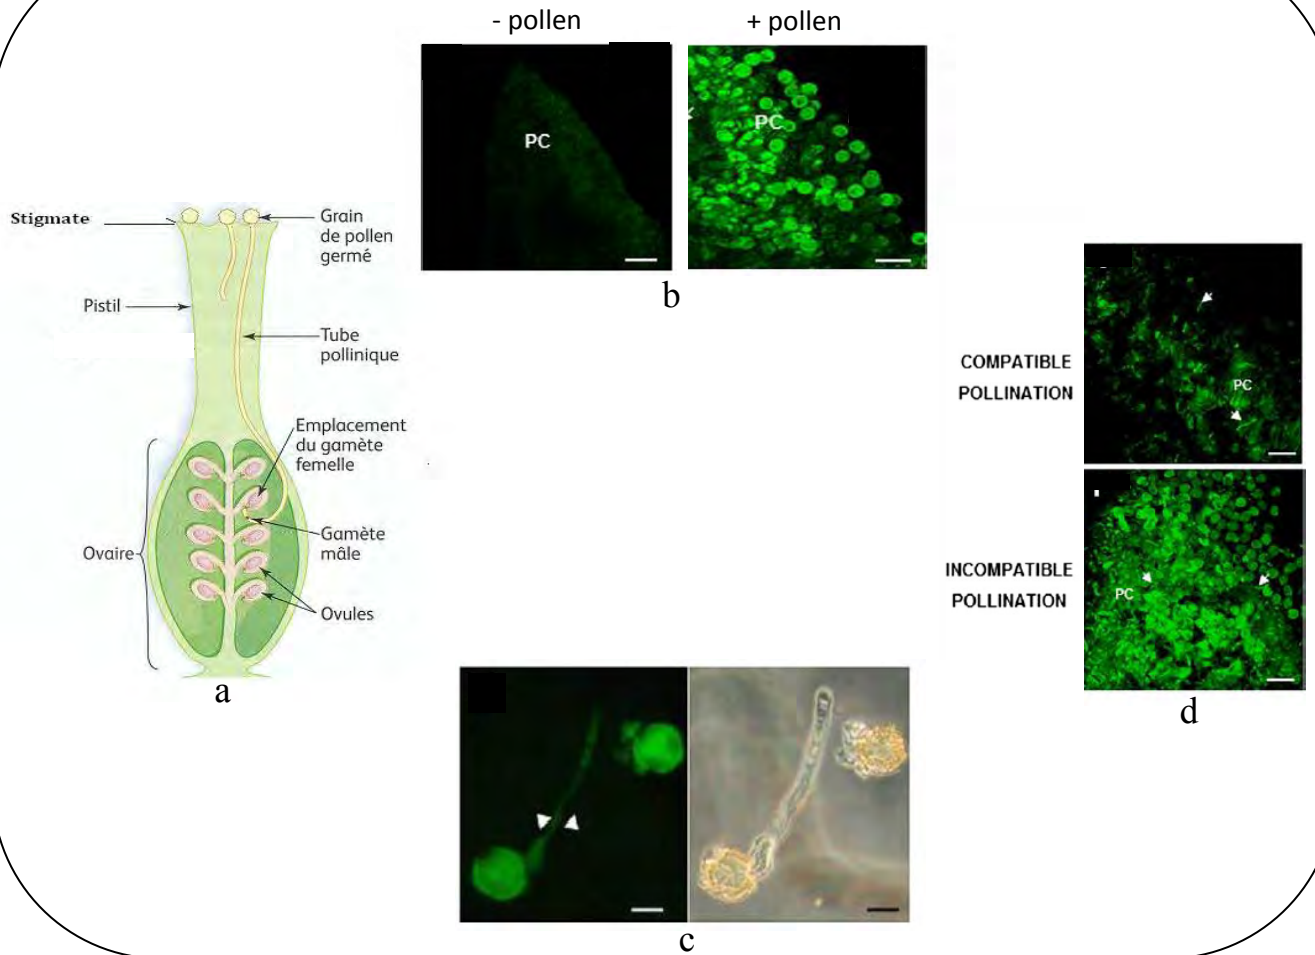 - pollen
+ pollen
PC
PC
b
Stigmate
Grain
de pollen
germé
Pistil
Tube
pollinique
Emplacement
du gamète
femelle
Gamète
mâle
Ovaire
Ovules
a
COMPATIBLE
POLLINATION
PC
INCOMPATIBLE
POLLINATION
PC
d
c